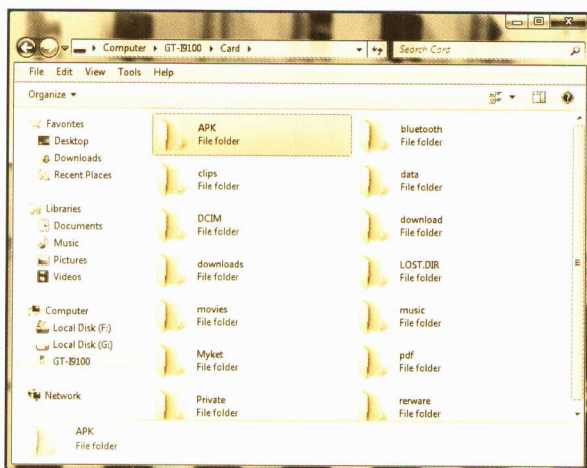 Computer ▸ GT-I9100 ▸ Card ▸
Search Card
File Edit View Tools Help
Organize
Favorites
Desktop
Downloads
Recent Places
Libraries
Documents
Music
Pictures
Videos
Computer
Local Disk (F:)
Local Disk (G:)
GT-I9100
Network
APK
File folder
bluetooth
File folder
clips
File folder
data
File folder
DCIM
File folder
download
File folder
downloads
File folder
LOST.DIR
File folder
movies
File folder
music
File folder
Myket
File folder
pdf
File folder
Private
File folder
rerware
File folder
APK
File folder